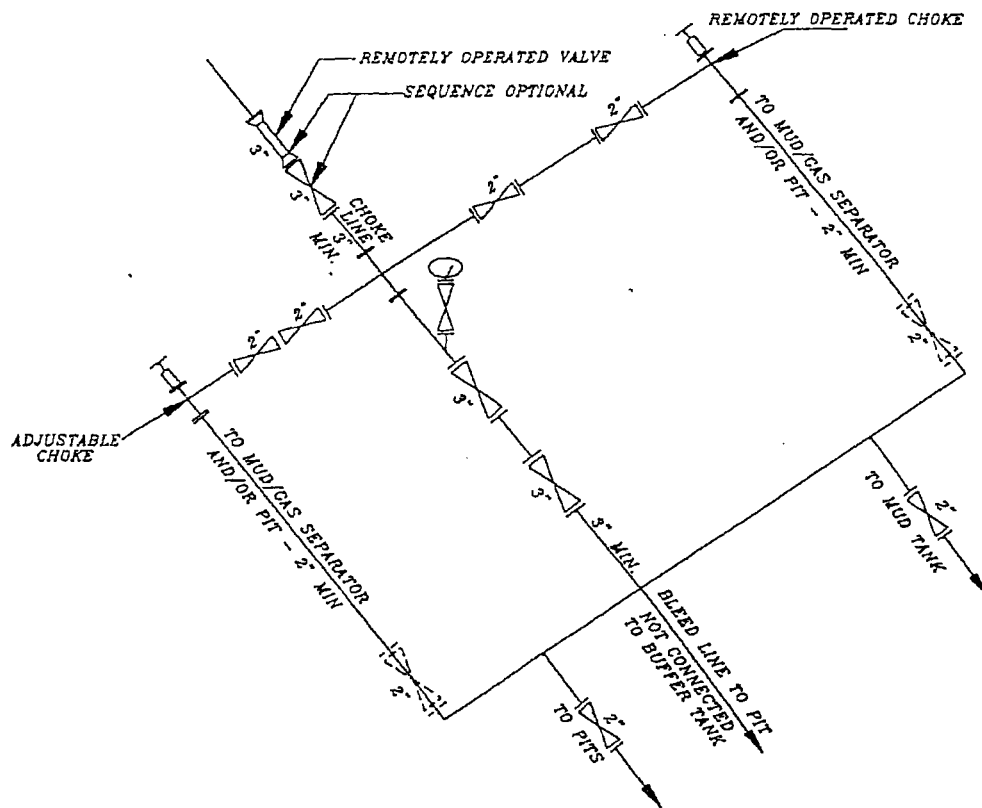 REMOTELY OPERATED CHOKE
REMOTELY OPERATED VALVE
SEQUENCE OPTIONAL
3"
3"
CHOKE
LINE
3"
MIN.
2"
2"
TO MUD/GAS SEPARATOR
AND/OR PIT - 2" MIN
2"
2"
2"
ADJUSTABLE
CHOKE
TO MUD/GAS SEPARATOR
AND/OR PIT - 2" MIN
3"
3"
3" MIN.
2"
TO MUD TANK
2"
BLEED LINE TO PIT
NOT CONNECTED
TO BUFFER TANK
2"
TO PITS